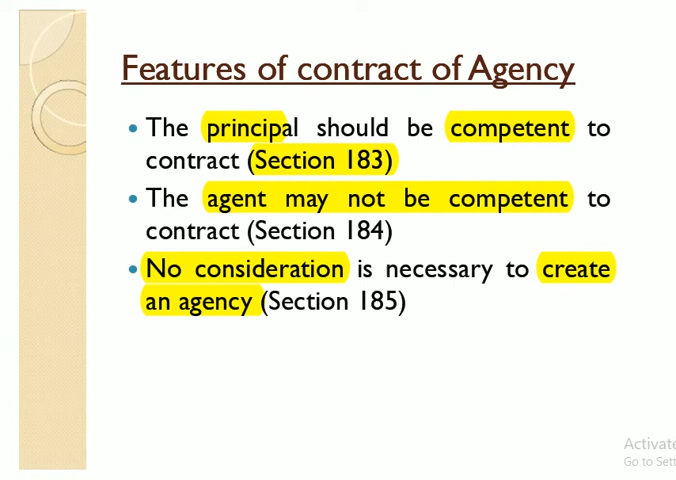 Features of contract of Agency
• The principal should be competent to
contract (Section 183)
• The agent may not be competent to
contract (Section 184)
• No consideration is necessary to create
an agency (Section 185)
Activate
Go to Sett